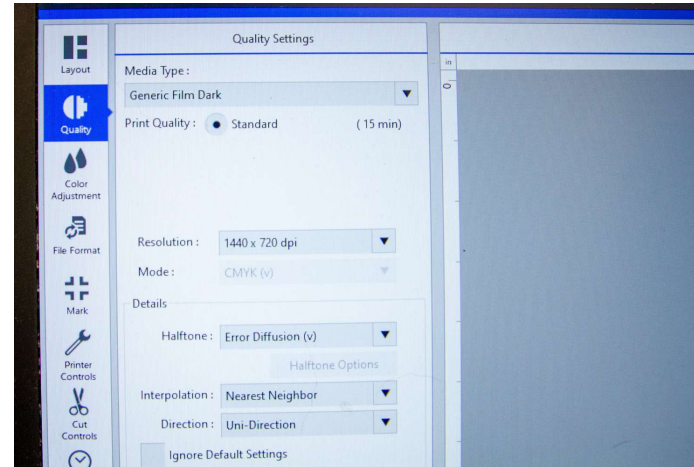 Layout
Quality
Color
Adjustment
File Format
Mark
Printer
Controls
Cut
Controls
Quality Settings
Media Type :
Generic Film Dark
Print Quality : Standard ( 15 min)
Resolution : 1440 x 720 dpi
Mode : CMYK (v)
Details
Halftone : Error Diffusion (v)
Halftone Options
Interpolation : Nearest Neighbor
Direction : Uni-Direction
Ignore Default Settings
in
0